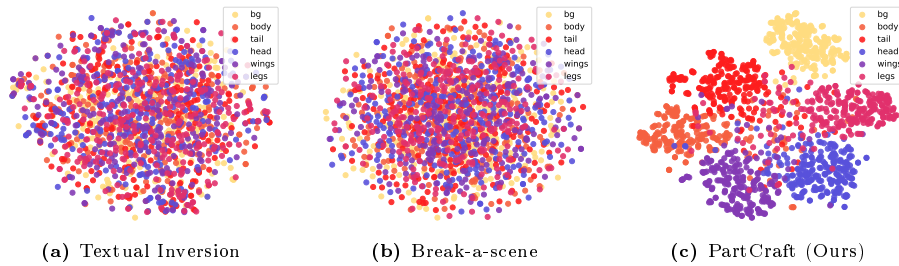 bg
body
tail
head
wings
legs
bg
body
tail
head
wings
legs
bg
body
tail
head
wings
legs
(a) Textual Inversion
(b) Break-a-scene
(c) PartCraft (Ours)